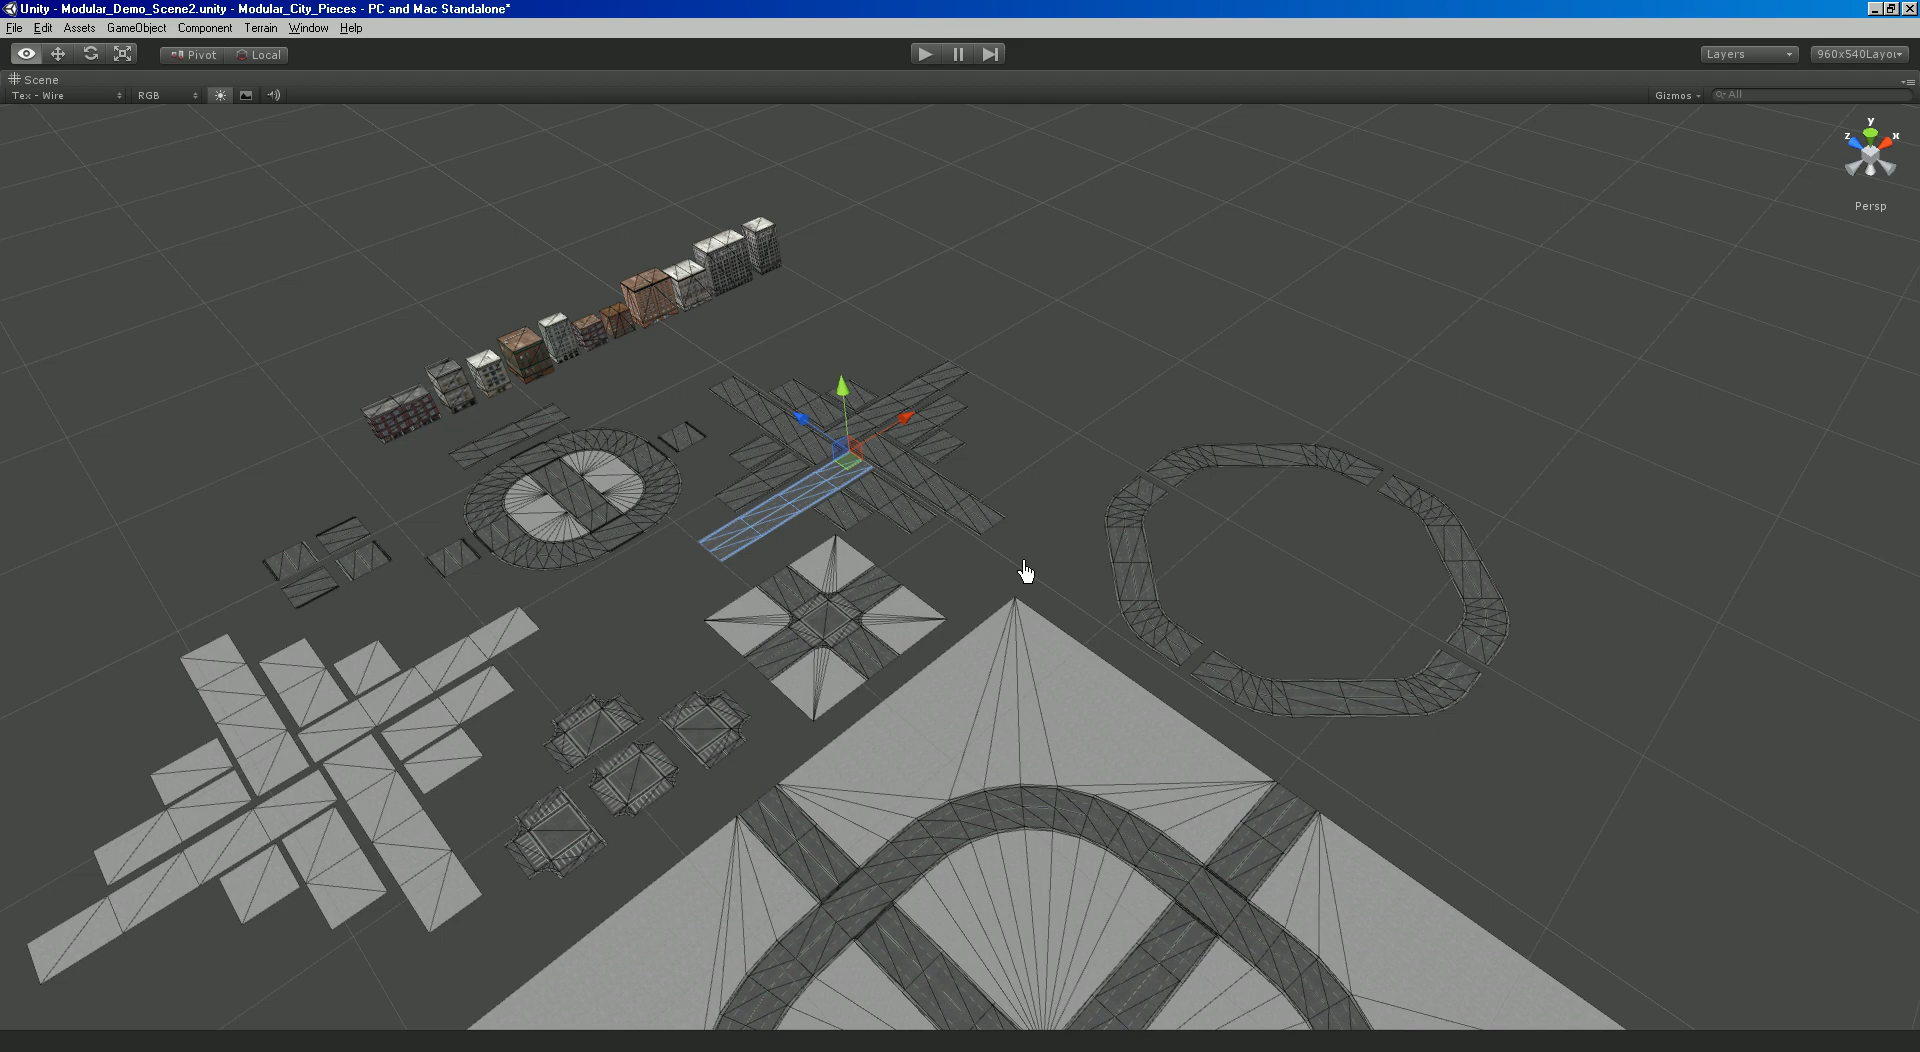 Unity - Modular_Demo_Scene2.unity - Modular_City_Pieces - PC and Mac Standalone*
File Edit Assets GameObject Component Terrain Window Help
Pivot Local Layers 960x540Layou
Scene
Tex - Wire RGB Gizmos All
y
z x
Persp